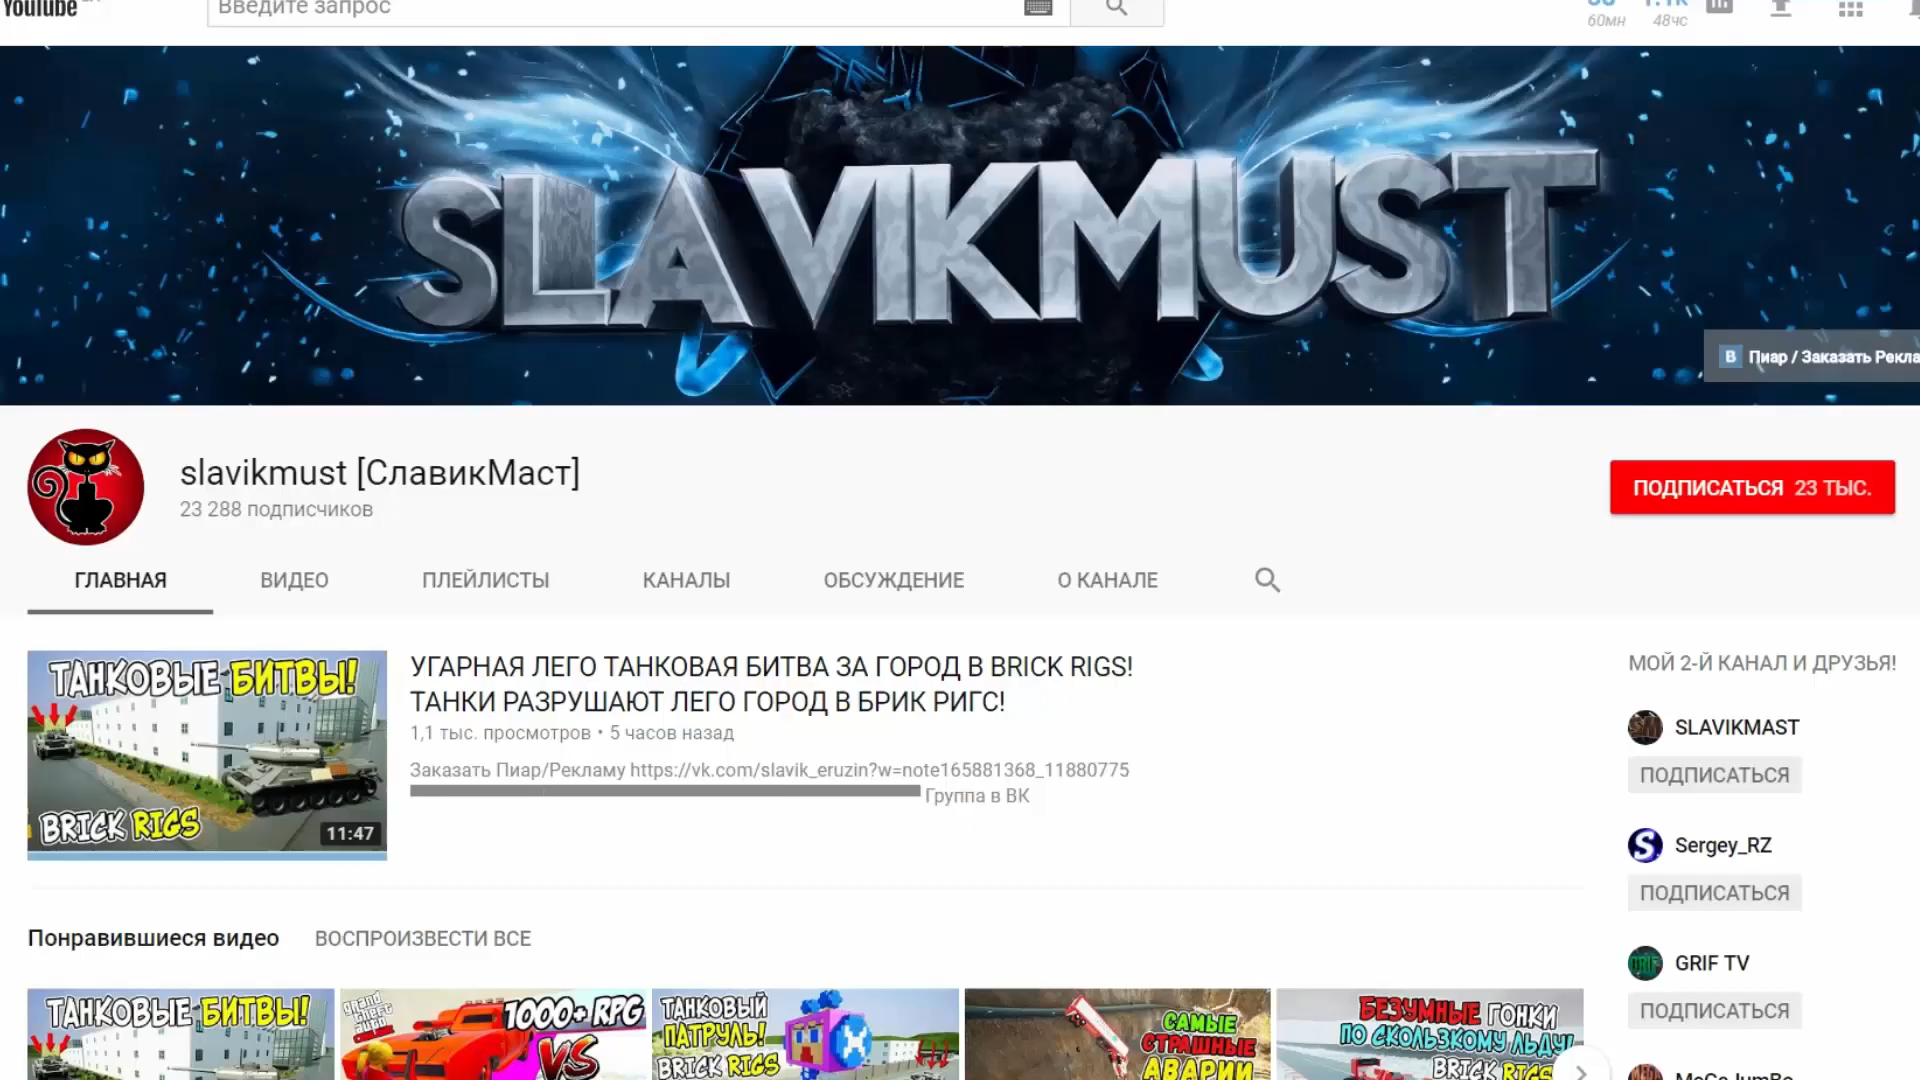 YouTube
Введите запрос
60мн
48чс
SLAVIKMUST
В Пиар / Заказать Рекла
slavikmust [СлавикМаст]
23 288 подписчиков
ПОДПИСАТЬСЯ 23 ТЫС.
ГЛАВНАЯ
ВИДЕО
ПЛЕЙЛИСТЫ
КАНАЛЫ
ОБСУЖДЕНИЕ
О КАНАЛЕ
ТАНКОВЫЕ БИТВЫ!
BRICK RIGS
11:47
УГАРНАЯ ЛЕГО ТАНКОВАЯ БИТВА ЗА ГОРОД В BRICK RIGS!
ТАНКИ РАЗРУШАЮТ ЛЕГО ГОРОД В БРИК РИГС!
1,1 тыс. просмотров • 5 часов назад
Заказать Пиар/Рекламу https://vk.com/slavik_eruzin?w=note165881368_11880775
Группа в ВК
МОЙ 2-Й КАНАЛ И ДРУЗЬЯ!
SLAVIKMAST
ПОДПИСАТЬСЯ
Sergey_RZ
ПОДПИСАТЬСЯ
GRIF TV
ПОДПИСАТЬСЯ
Понравившиеся видео
ВОСПРОИЗВЕСТИ ВСЕ
ТАНКОВЫЕ БИТВЫ!
grand
theft
auto
1000+ RPG
VS
ТАНКОВЫЙ
ПАТРУЛЬ!
BRICK RIGS
САМЫЕ
СТРАШНЫЕ
АВАРИИ
БЕЗУМНЫЕ ГОНКИ
ПО СКОЛЬЗКОМУ ЛЬДУ!
BRICK RIGS